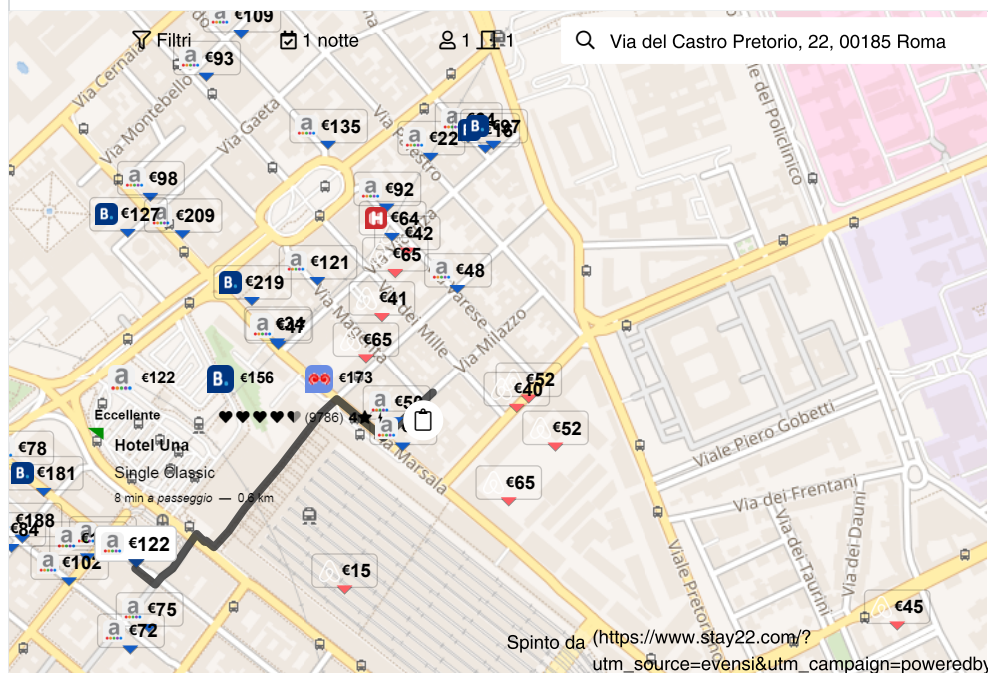 €109
Filtri
1 notte
1
1
Via del Castro Pretorio, 22, 00185 Roma
€93
Via Cernaia
Via Montebello
Via Gaeta
€135
€22
le del Policlinico
€98
€92
€127
€209
€64
€42
€65
€121
€48
€219
€41
Via Magenta
Via dei Mille
Via Milazzo
€65
€122
€156
€173
€52
€40
Eccellente
(9786)
€52
€78
Hotel Una
Single Classic
Via Marsala
Viale Piero Gobetti
€181
8 min a passeggio — 0.6 km
€65
Via dei Frentani
€188
€84
€122
€102
Via dei Taurini
Via dei Dauni
Viale Pretorio
€15
€75
€72
€45
Spinto da
(https://www.stay22.com/?
utm_source=evensi&utm_campaign=poweredby